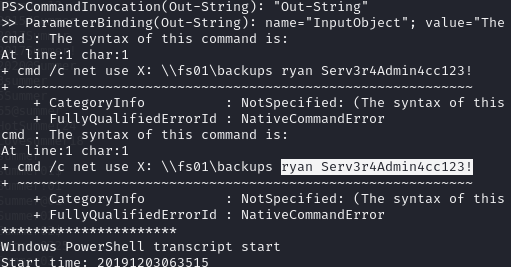 PS>CommandInvocation(Out-String): "Out-String"
>> ParameterBinding(Out-String): name="InputObject"; value="The
cmd : The syntax of this command is:
At line:1 char:1
+ cmd /c net use X: \\fs01\backups ryan Serv3r4Admin4cc123!
+ ~~~~~~~~~~~~~~~~~~~~~~~~~~~~~~~~~~~~~~~~~~~~~~~~~~~~~~~~~
    + CategoryInfo          : NotSpecified: (The syntax of this
    + FullyQualifiedErrorId : NativeCommandError
cmd : The syntax of this command is:
At line:1 char:1
+ cmd /c net use X: \\fs01\backups ryan Serv3r4Admin4cc123!
+ ~~~~~~~~~~~~~~~~~~~~~~~~~~~~~~~~~~~~~~~~~~~~~~~~~~~~~~~~~
    + CategoryInfo          : NotSpecified: (The syntax of this
    + FullyQualifiedErrorId : NativeCommandError
**********************
Windows PowerShell transcript start
Start time: 20191203063515